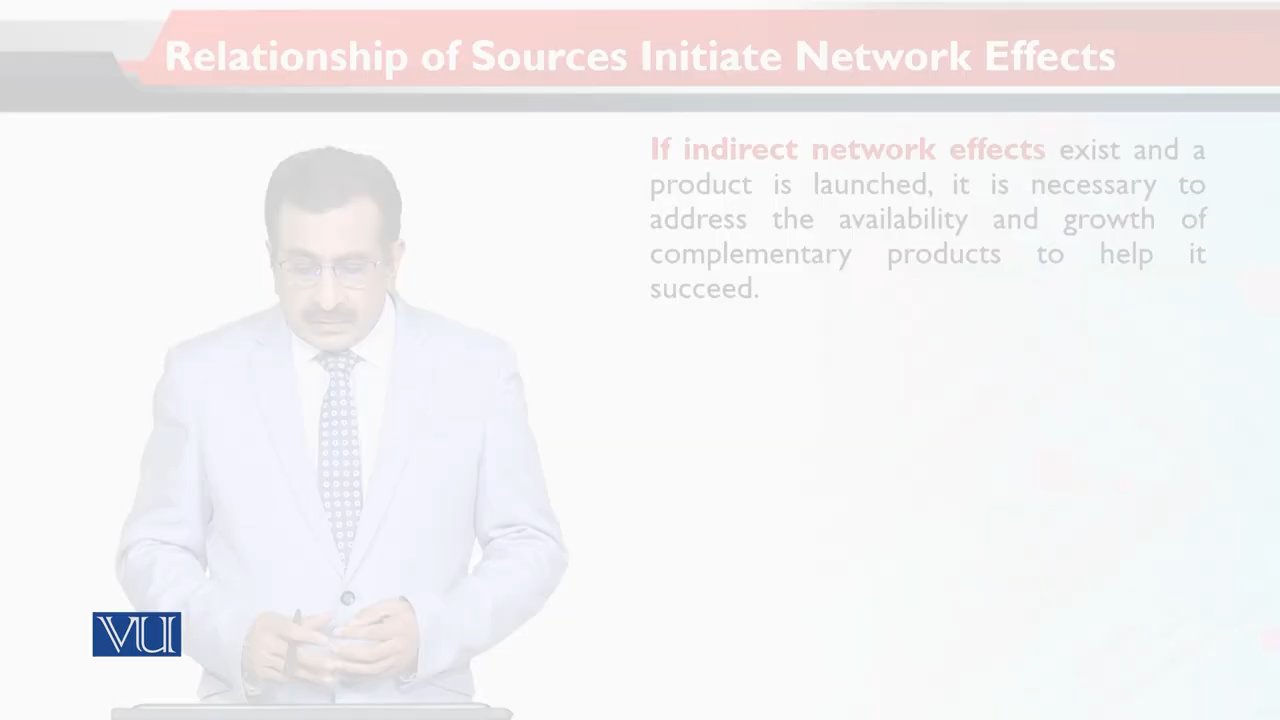 Relationship of Sources Initiate Network Effects
If indirect network effects exist and a
product is launched, it is necessary to
address the availability and growth of
complementary products to help it
succeed.
VU